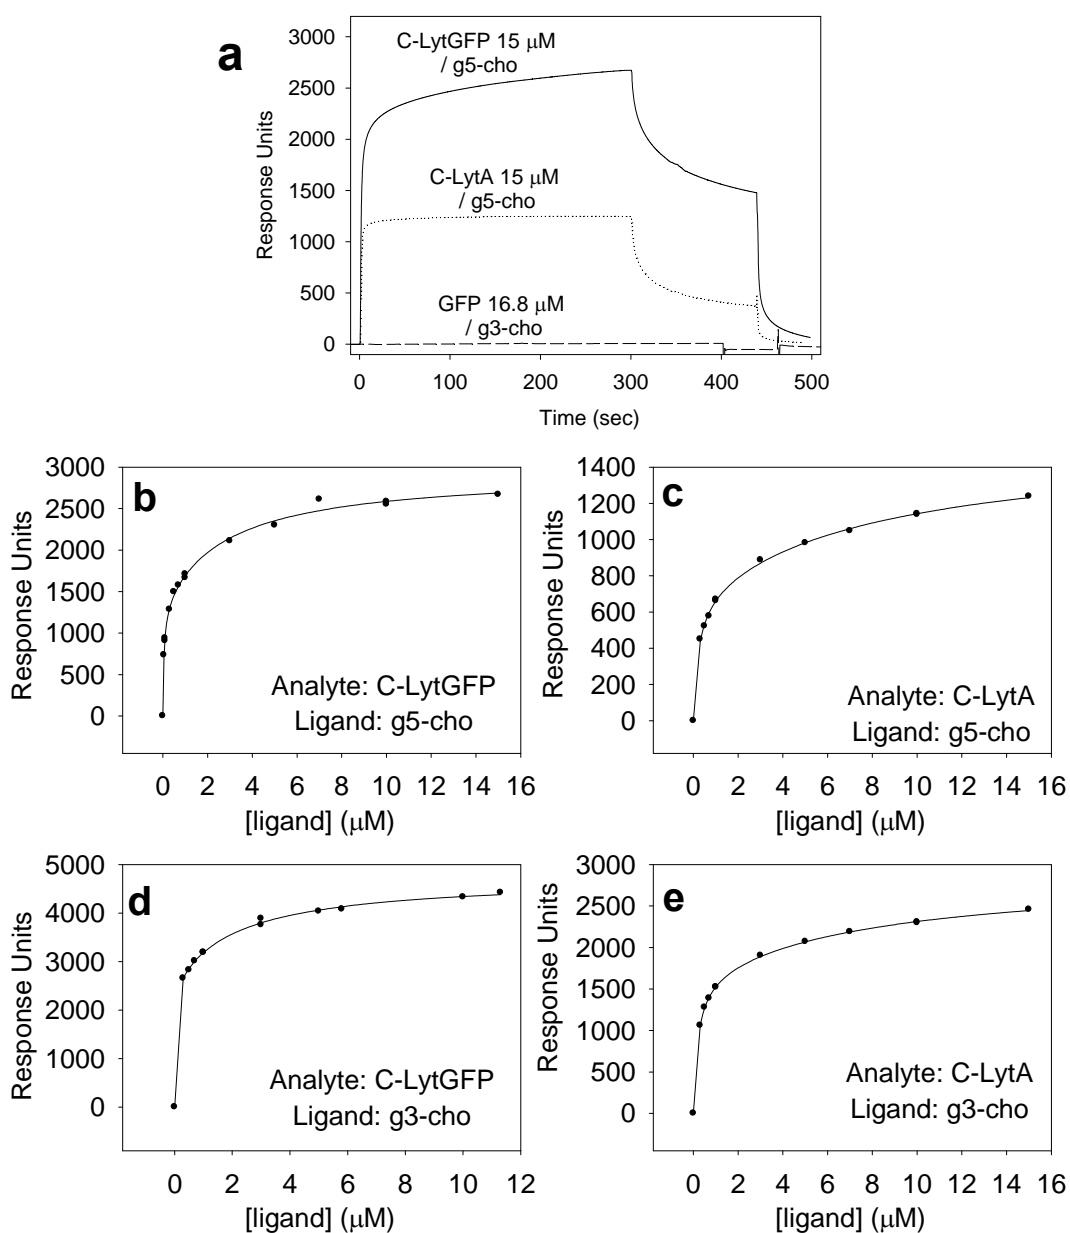 a
3000
2500
2000
1500
1000
500
0
Response Units
C-LytGFP 15 μM
/ g5-cho
C-LytA 15 μM
/ g5-cho
GFP 16.8 μM
/ g3-cho
0 100 200 300 400 500
Time (sec)
b
3000
2500
2000
1500
1000
500
0
Response Units
Analyte: C-LytGFP
Ligand: g5-cho
0 2 4 6 8 10 12 14 16
[ligand] (μM)
c
1400
1200
1000
800
600
400
200
0
Response Units
Analyte: C-LytA
Ligand: g5-cho
0 2 4 6 8 10 12 14 16
[ligand] (μM)
d
5000
4000
3000
2000
1000
0
Response Units
Analyte: C-LytGFP
Ligand: g3-cho
0 2 4 6 8 10 12
[ligand] (μM)
e
3000
2500
2000
1500
1000
500
0
Response Units
Analyte: C-LytA
Ligand: g3-cho
0 2 4 6 8 10 12 14 16
[ligand] (μM)